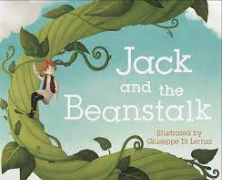 Jack
and the
Beanstalk
Illustrated by
Giuseppe Di Lernia